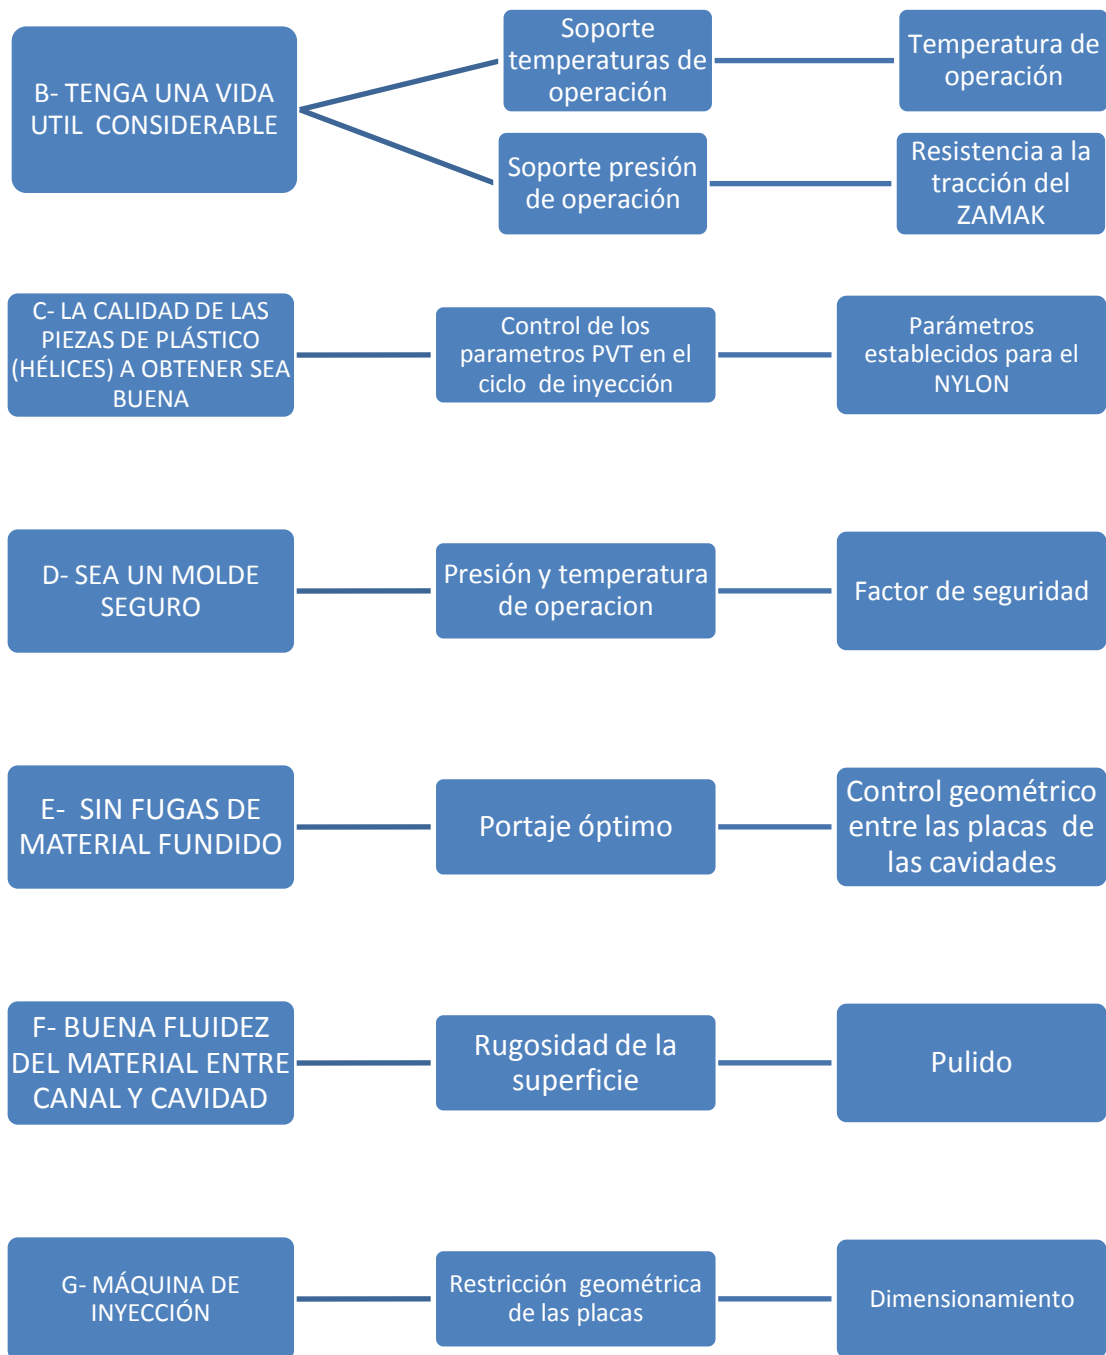 B- TENGA UNA VIDA
UTIL CONSIDERABLE
Soporte
temperaturas de
operación
Temperatura de
operación
Soporte presión
de operación
Resistencia a la
tracción del
ZAMAK
C- LA CALIDAD DE LAS
PIEZAS DE PLÁSTICO
(HÉLICES) A OBTENER SEA
BUENA
Control de los
parametros PVT en el
ciclo de inyección
Parámetros
establecidos para el
NYLON
D- SEA UN MOLDE
SEGURO
Presión y temperatura
de operacion
Factor de seguridad
E- SIN FUGAS DE
MATERIAL FUNDIDO
Portaje óptimo
Control geométrico
entre las placas de
las cavidades
F- BUENA FLUIDEZ
DEL MATERIAL ENTRE
CANAL Y CAVIDAD
Rugosidad de la
superficie
Pulido
G- MÁQUINA DE
INYECCIÓN
Restricción geométrica
de las placas
Dimensionamiento